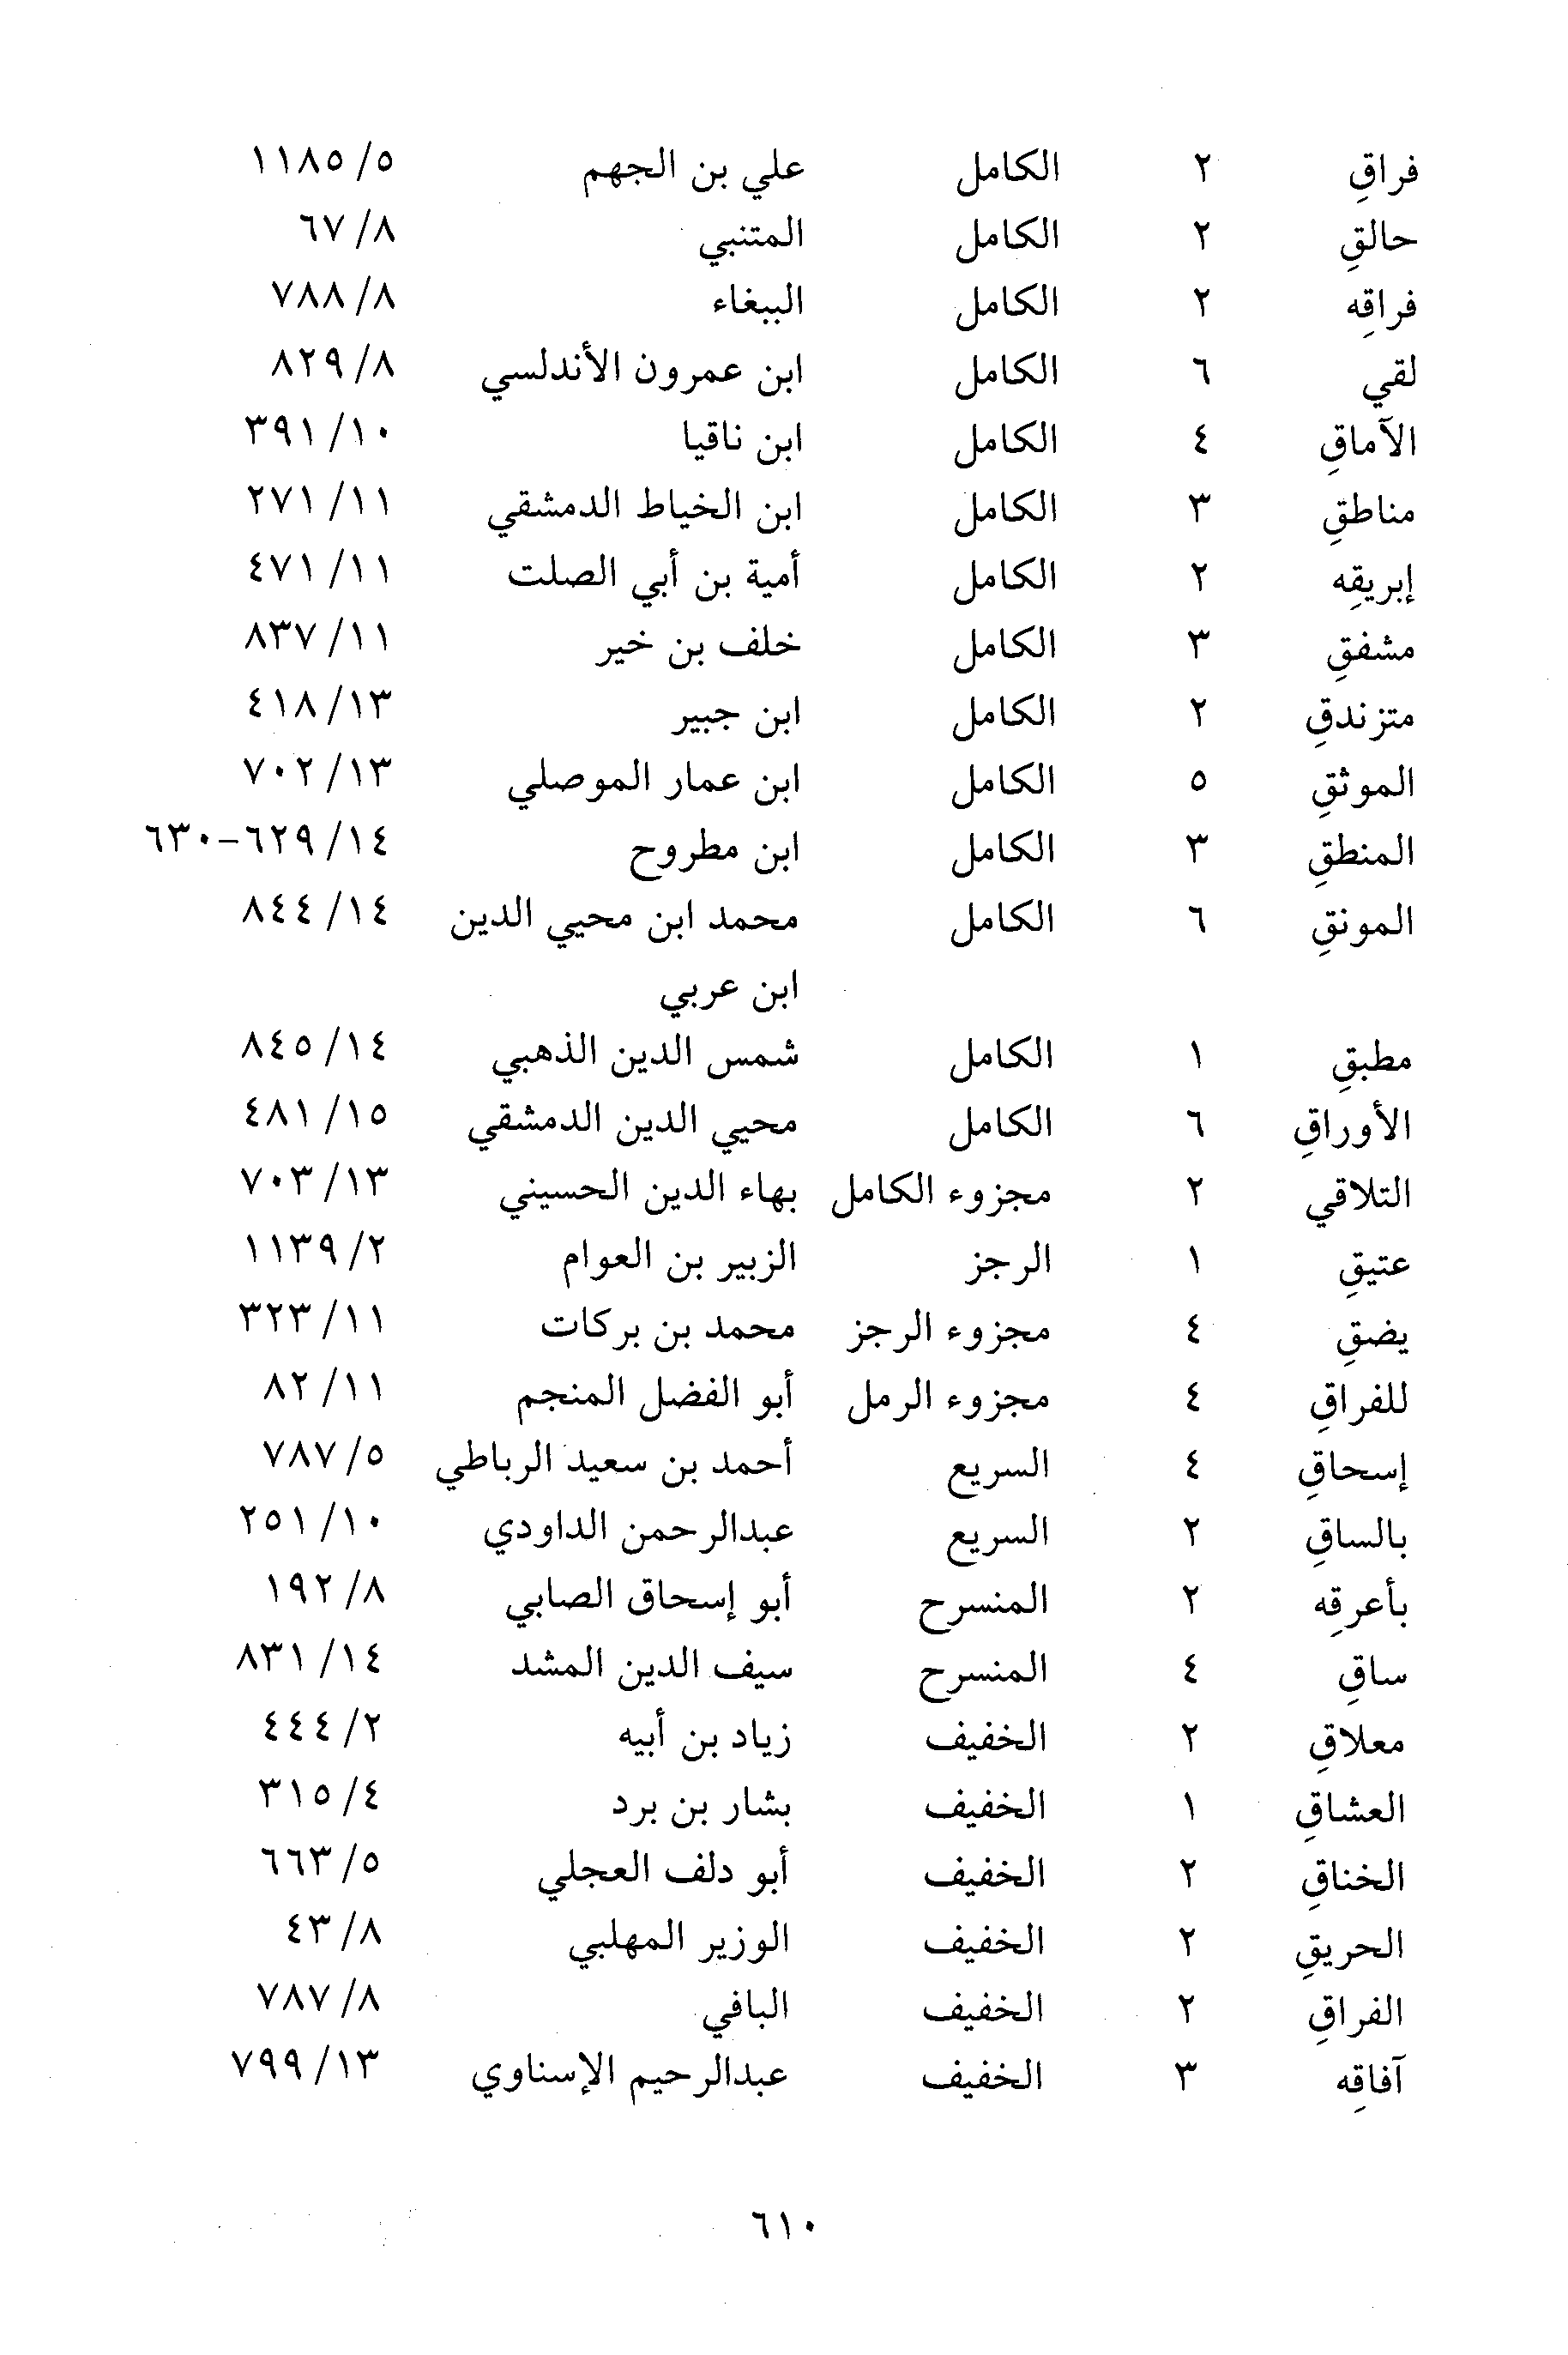 فراقِ ٢ الكامل علي بن الجهم ٥/ ١١٨٥
حالقِ ٢ الكامل المتنبي ٨/ ٦٧
فراقِه ٢ الكامل الببغاء ٨/ ٧٨٨
لقي ٦ الكامل ابن عمرون الأندلسي ٨/ ٨٢٩
الآماقِ ٤ الكامل ابن ناقيا ١٠/ ٣٩١
مناطقِ ٣ الكامل ابن الخياط الدمشقي ١١/ ٢٧١
إبريقِه ٢ الكامل أمية بن أبي الصلت ١١/ ٤٧١
مشفقِ ٣ الكامل خلف بن خير ١١/ ٨٣٧
متزندقِ ٢ الكامل ابن جبير ١٣/ ٤١٨
الموثقِ ٥ الكامل ابن عمار الموصلي ١٣/ ٧٠٢
المنطقِ ٣ الكامل ابن مطروح ١٤/ ٦٢٩-٦٣٠
المونقِ ٦ الكامل محمد ابن محيي الدين ١٤/ ٨٤٤
ابن عربي
مطبقِ ١ الكامل شمس الدين الذهبي ١٤/ ٨٤٥
الأوراقِ ٦ الكامل محيي الدين الدمشقي ١٥/ ٤٨١
التلاقي ٢ مجزوء الكامل بهاء الدين الحسيني ١٣/ ٧٠٣
عتيقِ ١ الرجز الزبير بن العوام ٢/ ١١٣٩
يضقِ ٤ مجزوء الرجز محمد بن بركات ١١/ ٣٢٣
للفراقِ ٤ مجزوء الرمل أبو الفضل المنجم ١١/ ٨٢
إسحاقِ ٤ السريع أحمد بن سعيد الرباطي ٥/ ٧٨٧
بالساقِ ٢ السريع عبدالرحمن الداودي ١٠/ ٢٥١
بأعرقِه ٢ المنسرح أبو إسحاق الصابي ٨/ ١٩٢
ساقِ ٤ المنسرح سيف الدين المشد ١٤/ ٨٣١
معلاقِ ٢ الخفيف زياد بن أبيه ٢/ ٤٤٤
العشاقِ ١ الخفيف بشار بن برد ٤/ ٣١٥
الخناقِ ٢ الخفيف أبو دلف العجلي ٥/ ٦٦٣
الحريقِ ٢ الخفيف الوزير المهلبي ٨/ ٤٣
الفراقِ ٢ الخفيف البافي ٨/ ٧٨٧
آفاقِه ٣ الخفيف عبدالرحيم الإسناوي ١٣/ ٧٩٩
٦١٠